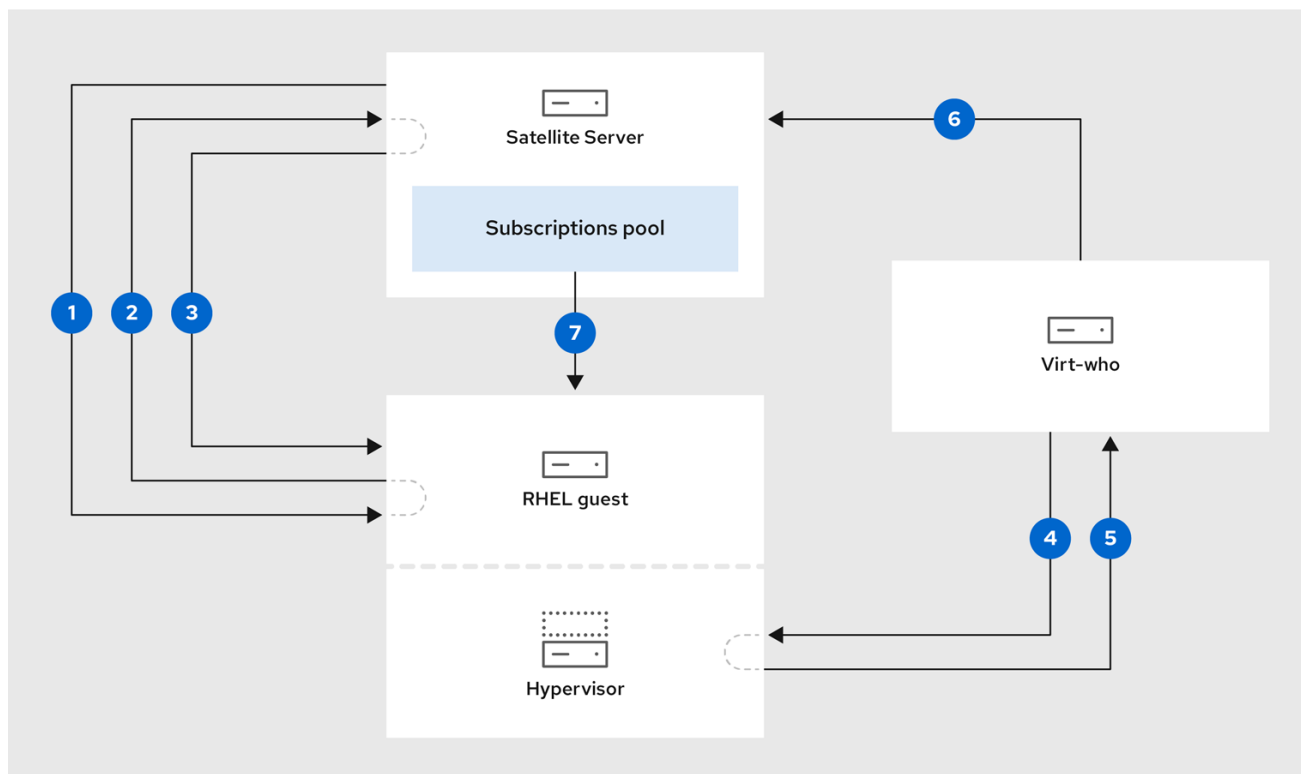 Satellite Server
6
Subscriptions pool
1
2
3
7
Virt-who
RHEL guest
4
5
Hypervisor